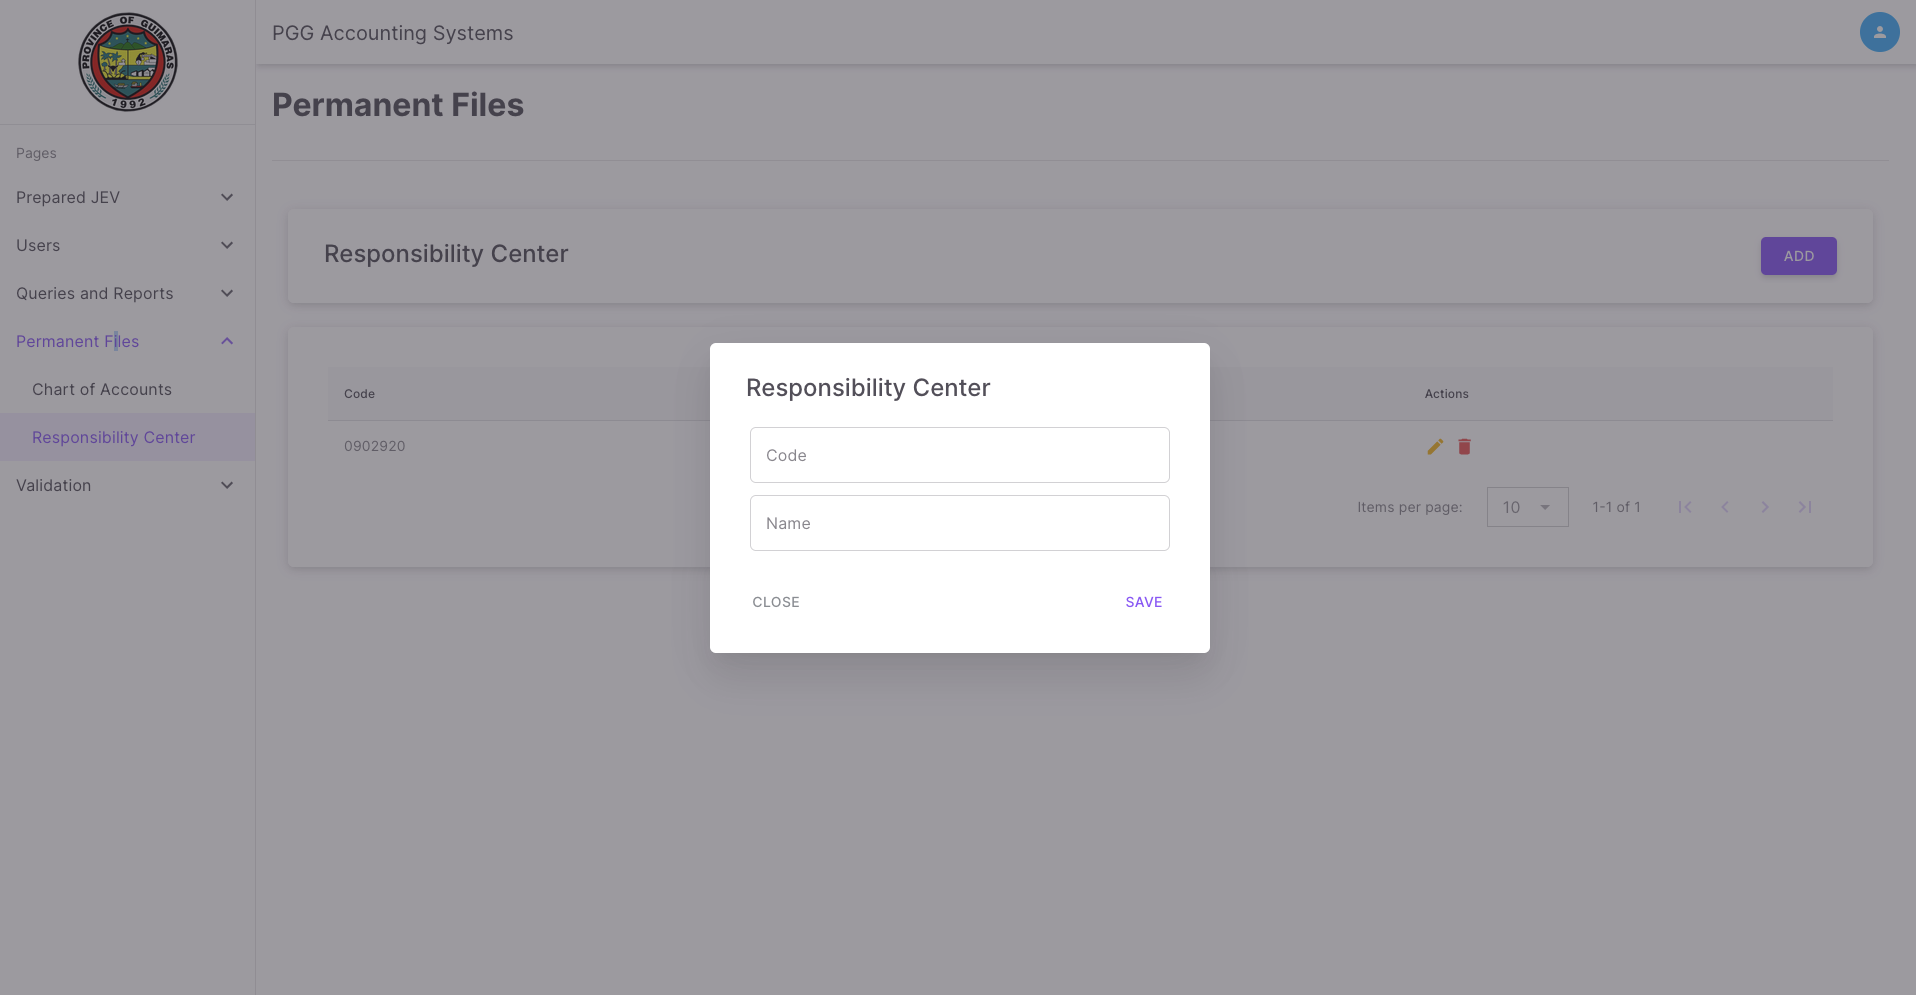 PROVINCE OF GUIMARAS
1992
PGG Accounting Systems
Permanent Files
Pages
Prepared JEV
Users
Queries and Reports
Permanent Files
Chart of Accounts
Responsibility Center
Validation
Responsibility Center
ADD
Code
Actions
0902920
Items per page:
10
1-1 of 1
Responsibility Center
Code
Name
CLOSE
SAVE